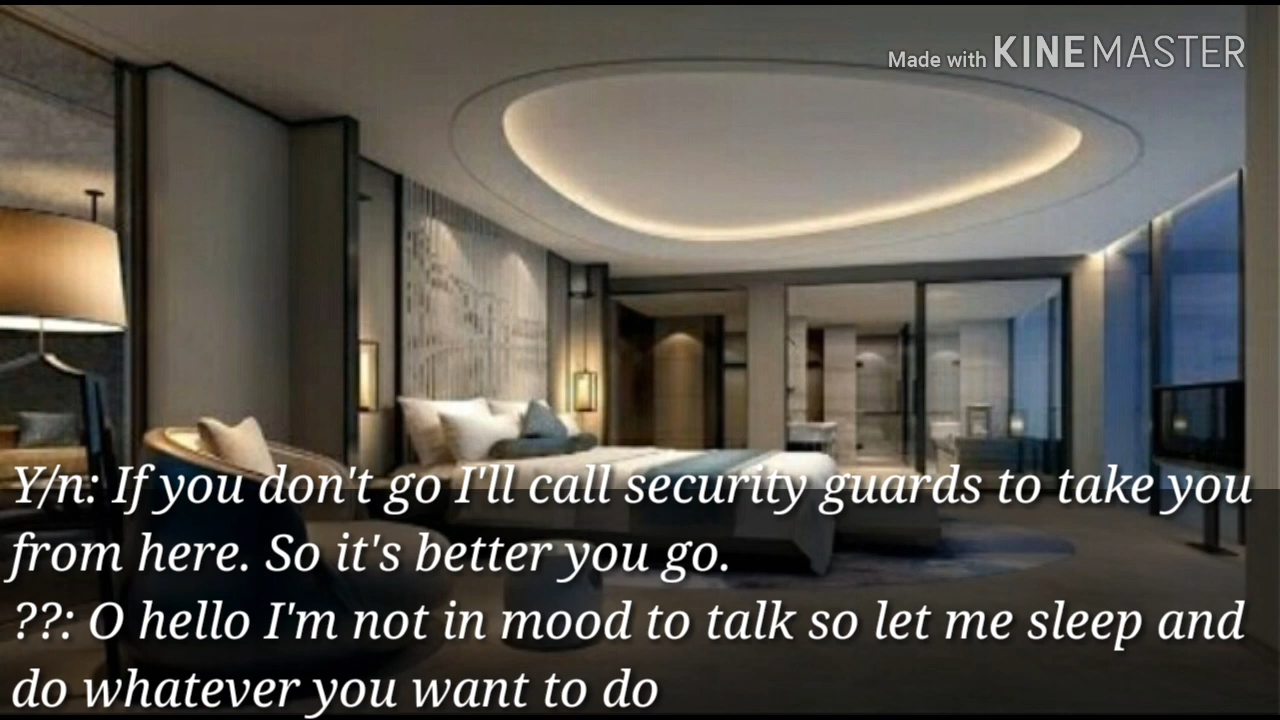 Made with KINEMASTER
Y/n: If you don't go I'll call security guards to take you
from here. So it's better you go.
??: O hello I'm not in mood to talk so let me sleep and
do whatever you want to do